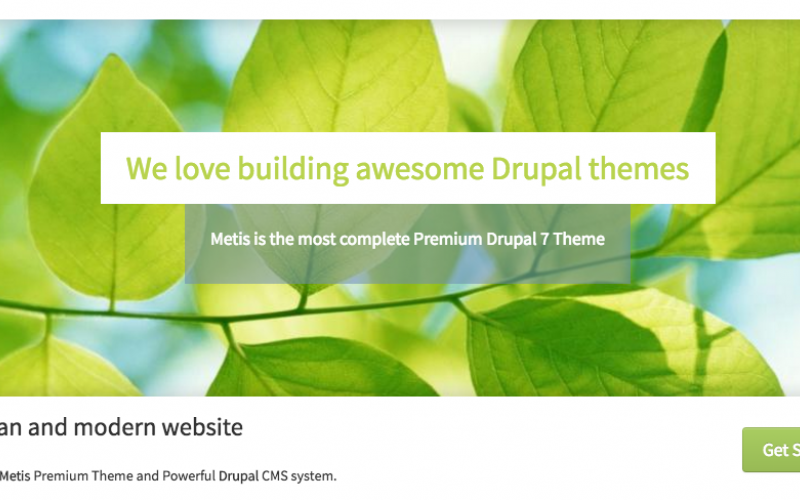 We love building awesome Drupal themes
Metis is the most complete Premium Drupal 7 Theme
an and modern website
Get S
Metis Premium Theme and Powerful Drupal CMS system.